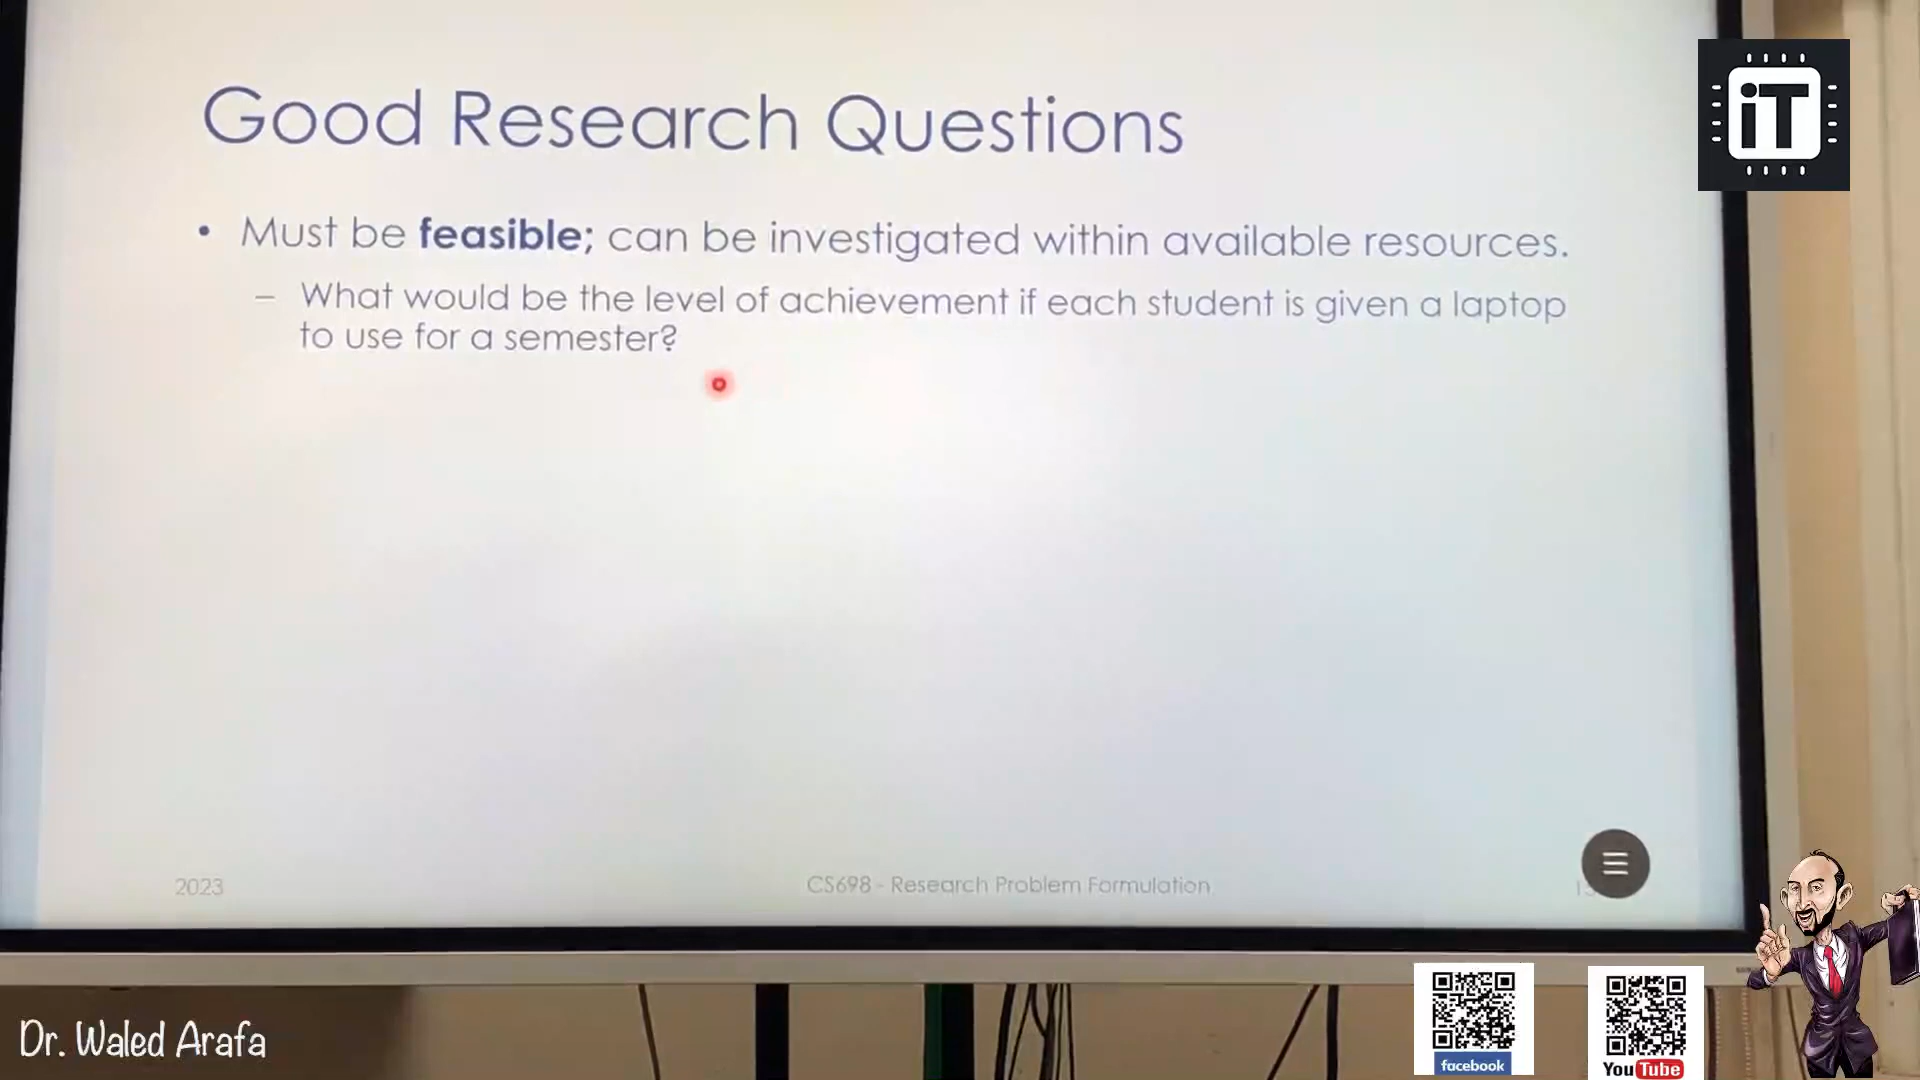 iT
Good Research Questions
• Must be feasible; can be investigated within available resources.
– What would be the level of achievement if each student is given a laptop
to use for a semester?
2023
CS698 - Research Problem Formulation
Dr. Waled Arafa
facebook
YouTube